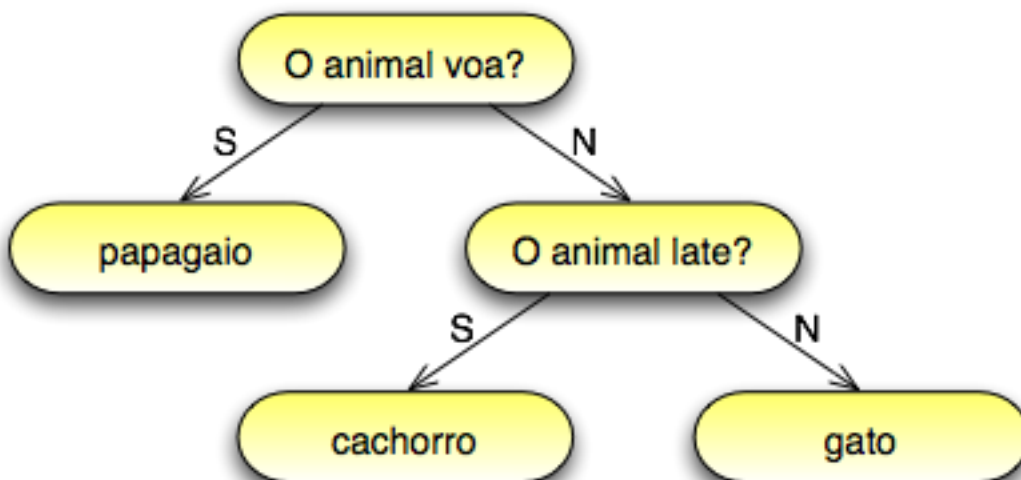 O animal voa?
S
N
papagaio
O animal late?
S
N
cachorro
gato